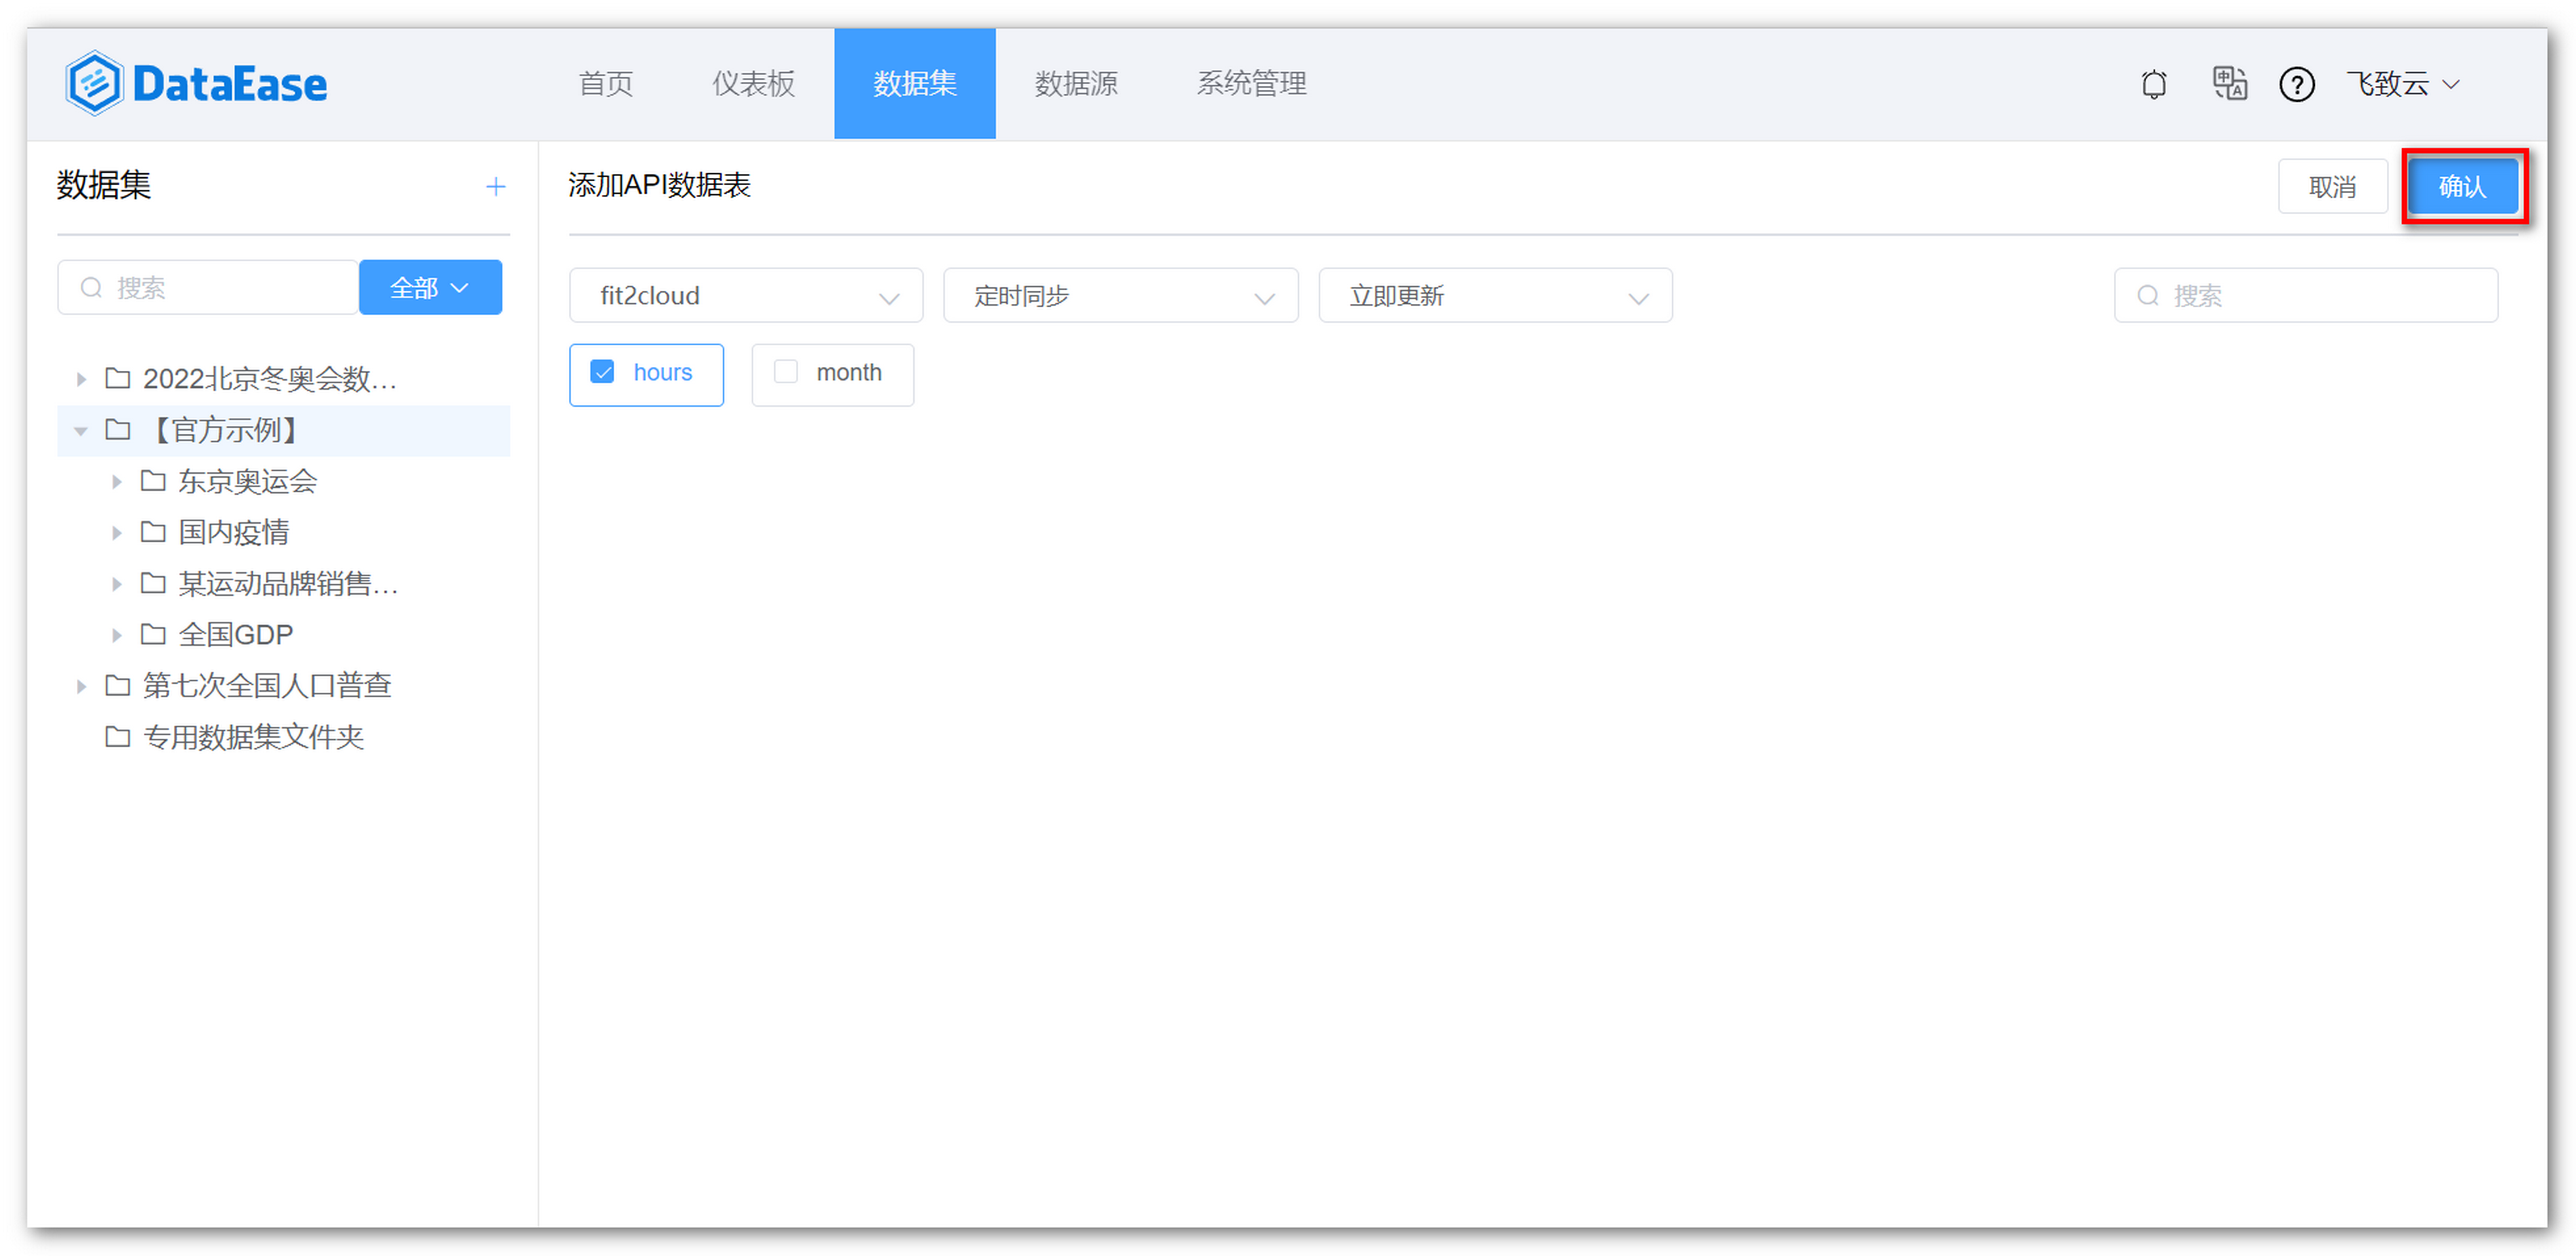 DataEase 首页 仪表板 数据集 数据源 系统管理 中 A ? 飞致云
数据集 +
搜索 全部
2022北京冬奥会数...
【官方示例】
东京奥运会
国内疫情
某运动品牌销售...
全国GDP
第七次全国人口普查
专用数据集文件夹
添加API数据表 取消 确认
fit2cloud 定时同步 立即更新 搜索
hours month